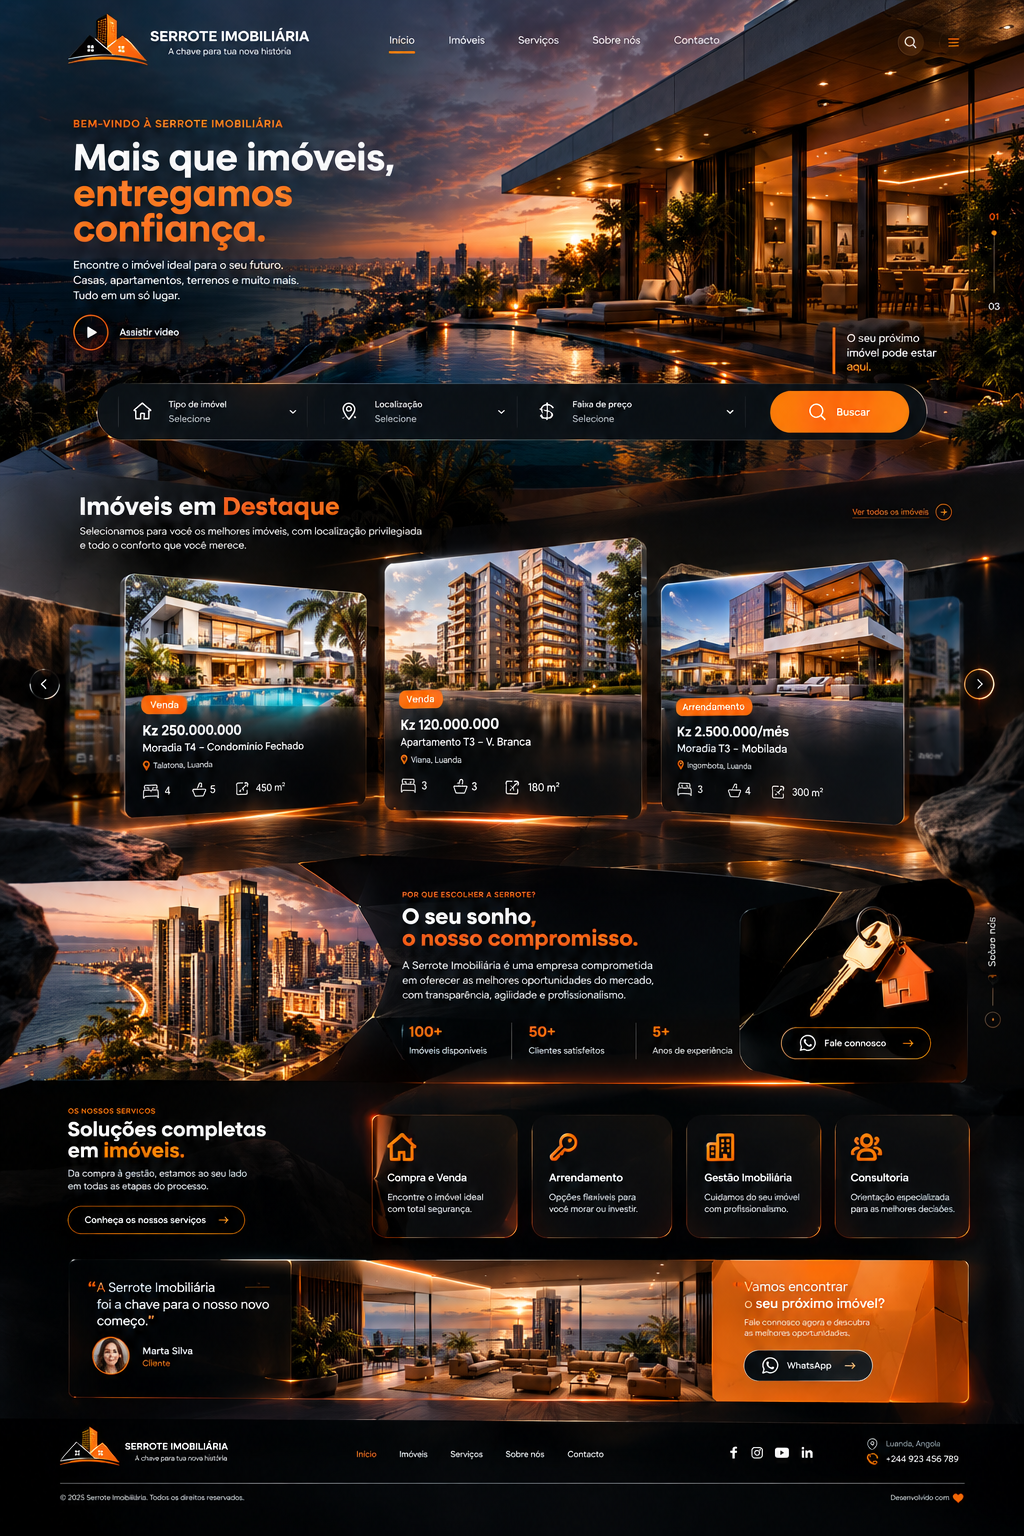 SERROTE IMOBILIÁRIA
A chave para tua nova história
Início
Imóveis
Serviços
Sobre nós
Contacto
BEM-VINDO À SERROTE IMOBILIÁRIA
Mais que imóveis,
entregamos
confiança.
Encontre o imóvel ideal para o seu futuro.
Casas, apartamentos, terrenos e muito mais.
Tudo em um só lugar.
Assistir vídeo
01
03
O seu próximo
imóvel pode estar
aqui.
Tipo de imóvel
Selecione
Localização
Selecione
Faixa de preço
Selecione
Buscar
Imóveis em Destaque
Selecionamos para você os melhores imóveis, com localização privilegiada
e todo o conforto que você merece.
Ver todos os imóveis
Venda
Kz 250.000.000
Moradia T4 – Condomínio Fechado
Talatona, Luanda
4
5
450 m²
Venda
Kz 120.000.000
Apartamento T3 – V. Branca
Viana, Luanda
3
3
180 m²
Arrendamento
Kz 2.500.000/mês
Moradia T3 – Mobilada
Ingombota, Luanda
3
4
300 m²
POR QUE ESCOLHER A SERROTE?
O seu sonho,
o nosso compromisso.
A Serrote Imobiliária é uma empresa comprometida
em oferecer as melhores oportunidades do mercado,
com transparência, agilidade e profissionalismo.
100+
Imóveis disponíveis
50+
Clientes satisfeitos
5+
Anos de experiência
Fale connosco
Sobre nós
OS NOSSOS SERVICOS
Soluções completas
em imóveis.
Da compra à gestão, estamos ao seu lado
em todas as etapas do processo.
Conheça os nossos serviços
Compra e Venda
Encontre o imóvel ideal
com total segurança.
Arrendamento
Opções flexíveis para
você morar ou investir.
Gestão Imobiliária
Cuidamos do seu imóvel
com profissionalismo.
Consultoria
Orientação especializada
para as melhores decisões.
“A Serrote Imobiliária
foi a chave para o nosso novo
começo.”
Marta Silva
Cliente
Vamos encontrar
o seu próximo imóvel?
Fale connosco agora e descubra
as melhores oportunidades.
WhatsApp
SERROTE IMOBILIÁRIA
A chave para tua nova história
Início
Imóveis
Serviços
Sobre nós
Contacto
Luanda, Angola
+244 923 456 789
© 2025 Serrote Imobiliária. Todos os direitos reservados.
Desenvolvido com